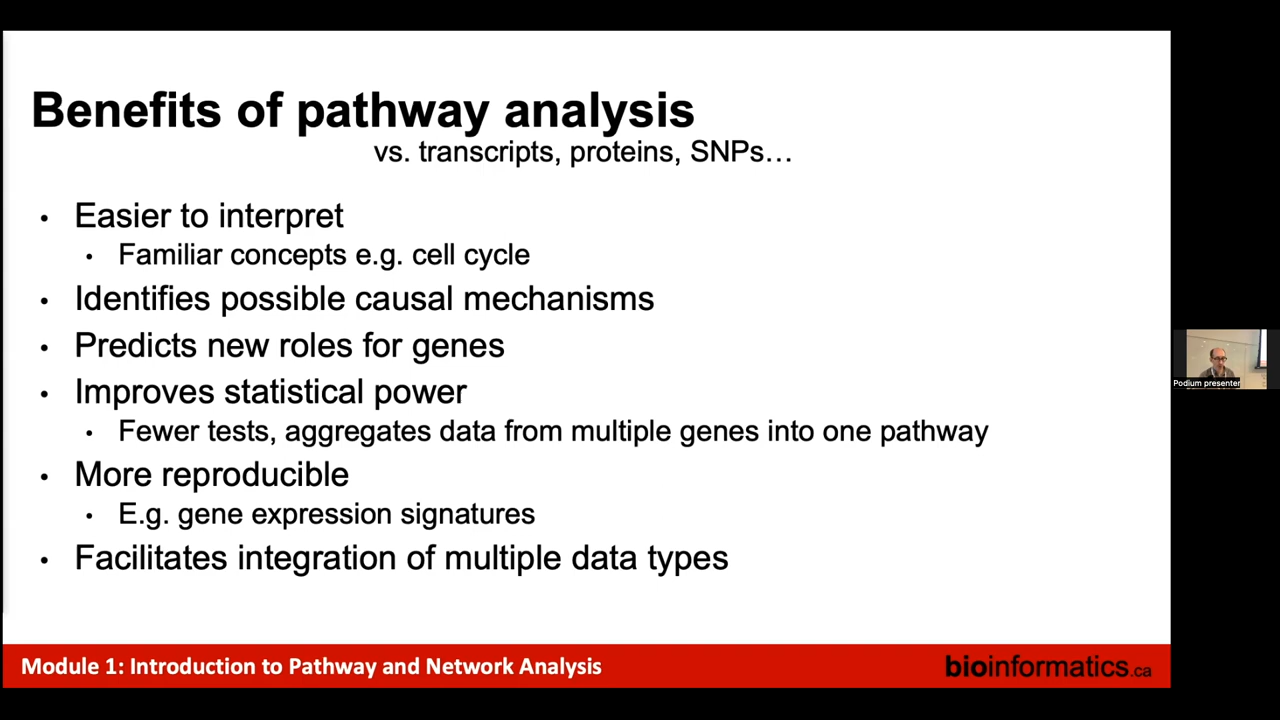 Benefits of pathway analysis
vs. transcripts, proteins, SNPs…
• Easier to interpret
• Familiar concepts e.g. cell cycle
• Identifies possible causal mechanisms
• Predicts new roles for genes
• Improves statistical power
• Fewer tests, aggregates data from multiple genes into one pathway
• More reproducible
• E.g. gene expression signatures
• Facilitates integration of multiple data types
Podium presenter
Module 1: Introduction to Pathway and Network Analysis
bioinformatics.ca